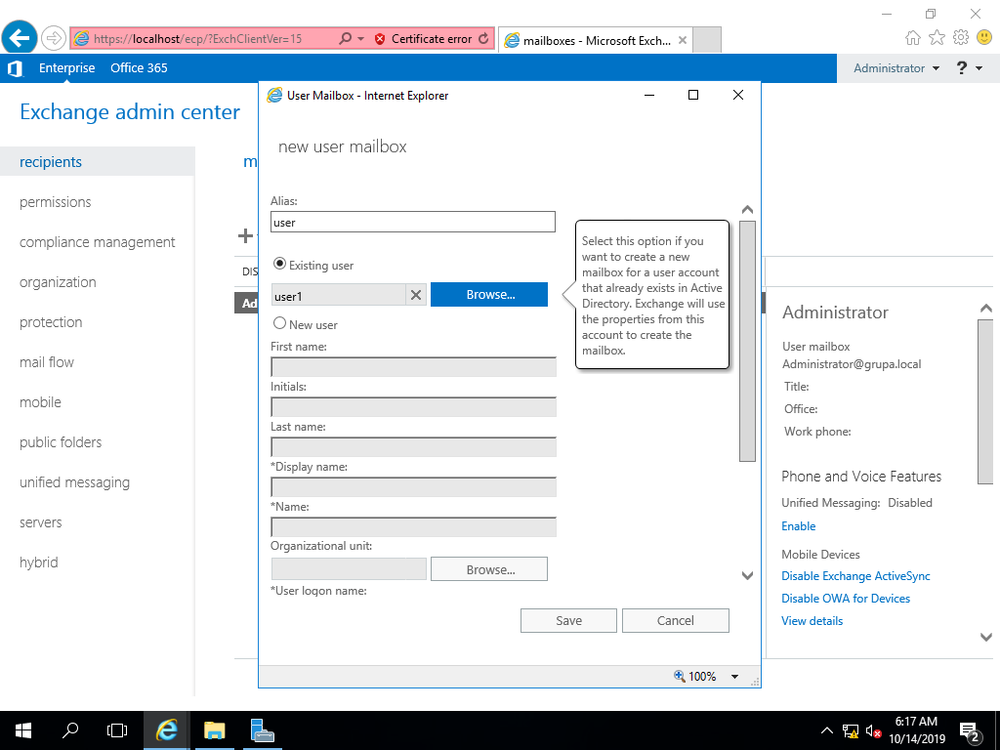 https://localhost/ecp/?ExchClientVer=15
Certificate error
mailboxes - Microsoft Exch...
Enterprise
Office 365
Administrator
?
Exchange admin center
recipients
permissions
compliance management
organization
protection
mail flow
mobile
public folders
unified messaging
servers
hybrid
m
DIS
Ad
User Mailbox - Internet Explorer
new user mailbox
Alias:
user
Existing user
user1
Browse...
New user
First name:
Initials:
Last name:
*Display name:
*Name:
Organizational unit:
Browse...
*User logon name:
Select this option if you
want to create a new
mailbox for a user account
that already exists in Active
Directory. Exchange will use
the properties from this
account to create the
mailbox.
Save
Cancel
100%
Administrator
User mailbox
Administrator@grupa.local
Title:
Office:
Work phone:
Phone and Voice Features
Unified Messaging: Disabled
Enable
Mobile Devices
Disable Exchange ActiveSync
Disable OWA for Devices
View details
6:17 AM
10/14/2019
2